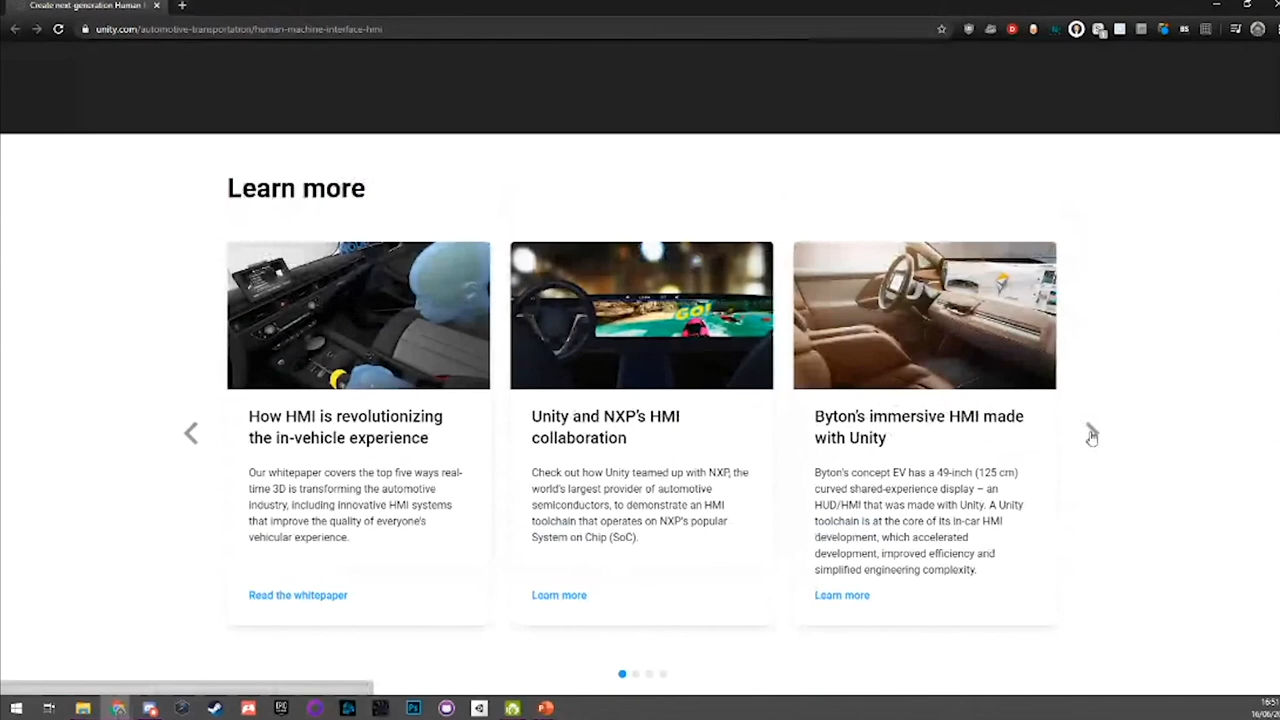 Create next-generation Human
unity.com/automotive-transportation/human-machine-interface-hmi
Learn more
GO!
How HMI is revolutionizing
the in-vehicle experience
Our whitepaper covers the top five ways real-
time 3D is transforming the automotive
industry, including innovative HMI systems
that improve the quality of everyone's
vehicular experience.
Read the whitepaper
Unity and NXP's HMI
collaboration
Check out how Unity teamed up with NXP, the
world's largest provider of automotive
semiconductors, to demonstrate an HMI
toolchain that operates on NXP's popular
System on Chip (SoC).
Learn more
Byton's immersive HMI made
with Unity
Byton's concept EV has a 49-inch (125 cm)
curved shared-experience display – an
HUD/HMI that was made with Unity. A Unity
toolchain is at the core of its in-car HMI
development, which accelerated
development, improved efficiency and
simplified engineering complexity.
Learn more
16:51